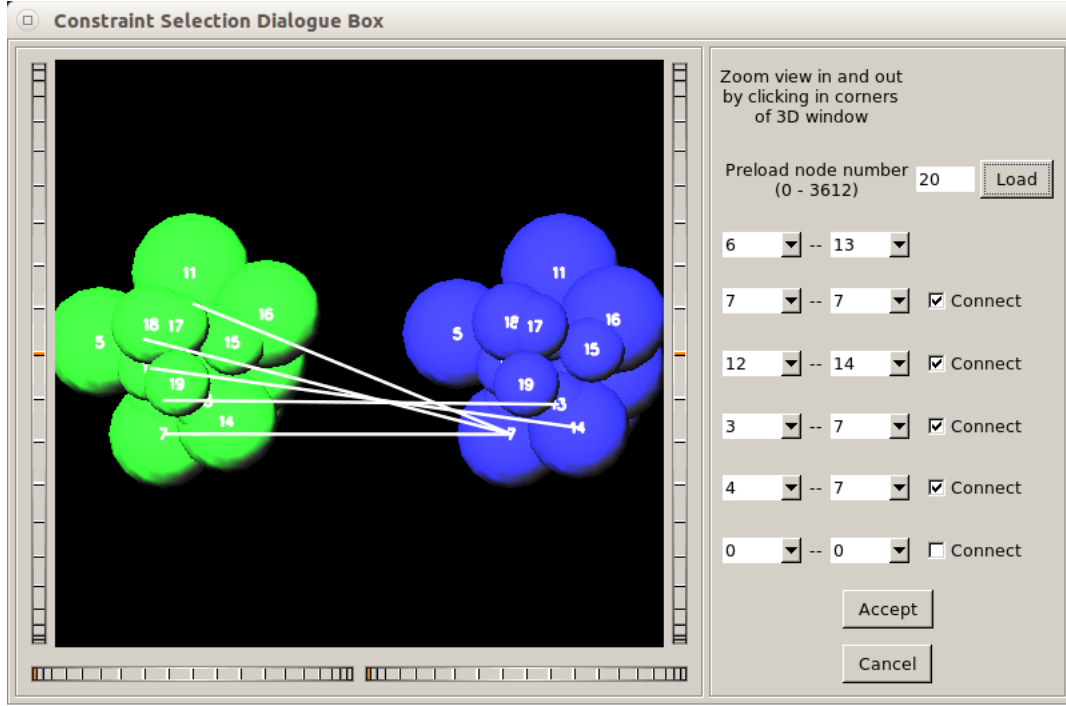 Constraint Selection Dialogue Box
Zoom view in and out
by clicking in corners
of 3D window
Preload node number
(0 - 3612)
20
Load
6 -- 13
7 -- 7 Connect
12 -- 14 Connect
3 -- 7 Connect
4 -- 7 Connect
0 -- 0 Connect
Accept
Cancel
11
16
18 17
5
15
19
14
7
11
16
18 17
5
15
19
13
14
7